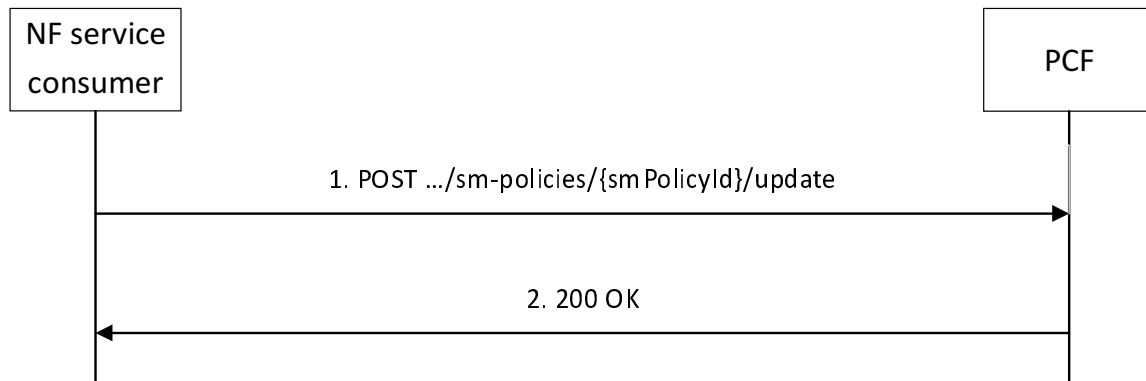 NF service
consumer
PCF
1. POST .../sm-policies/{smPolicyId}/update
2. 200 OK